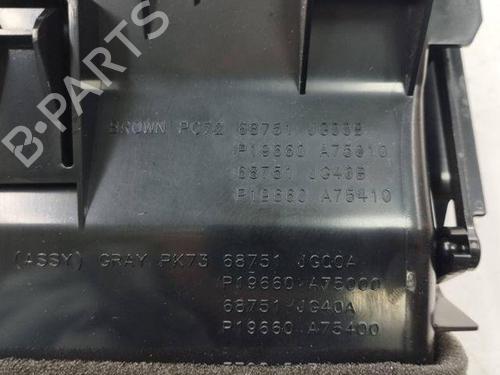 BROWN PC72 68751 JG00B
P19660 A75010
68751 JG40B
P19660 A75410
(ASSY) GRAY PK73 68751 JG00A
P19660-A75000
68751-JG40A
P19660 A75400